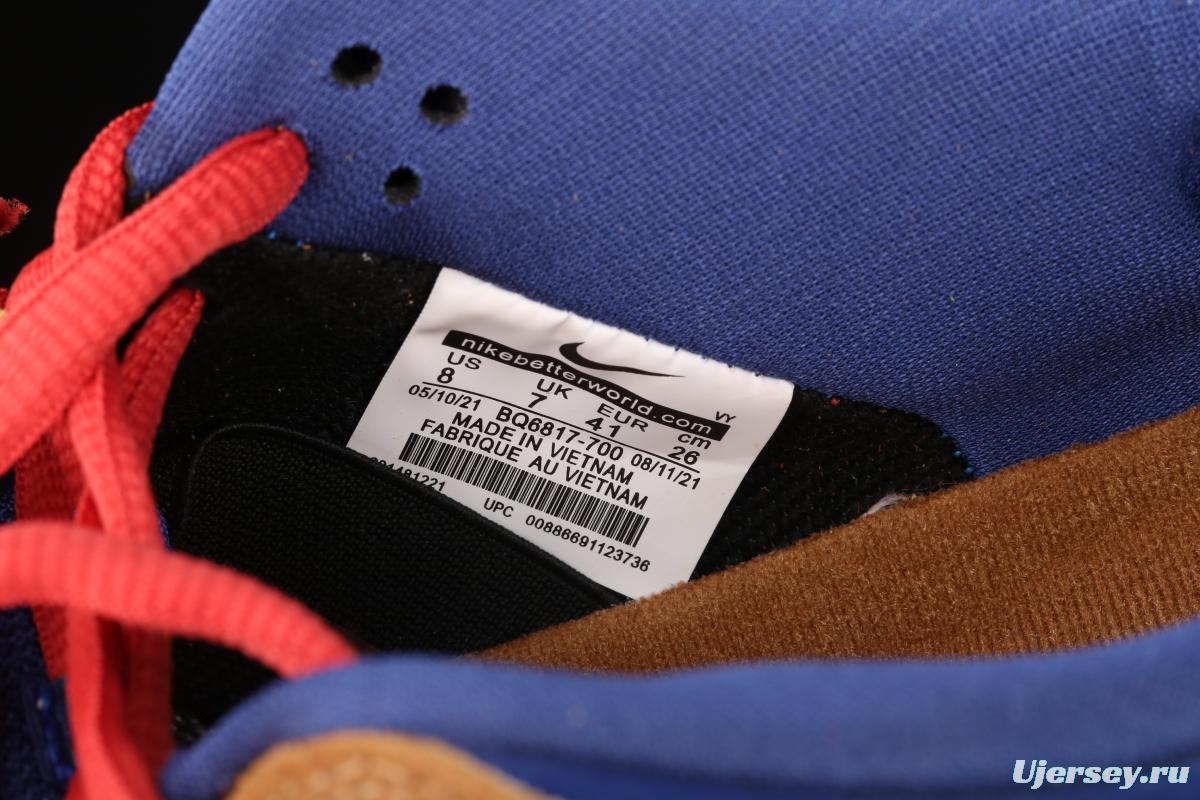 nikebetterworld.com
US UK EUR cm VY
8 7 41 26
05/10/21 BQ6817-700 08/11/21
MADE IN VIETNAM
FABRIQUE AU VIETNAM
UPC 00886691123736
Ujersey.ru